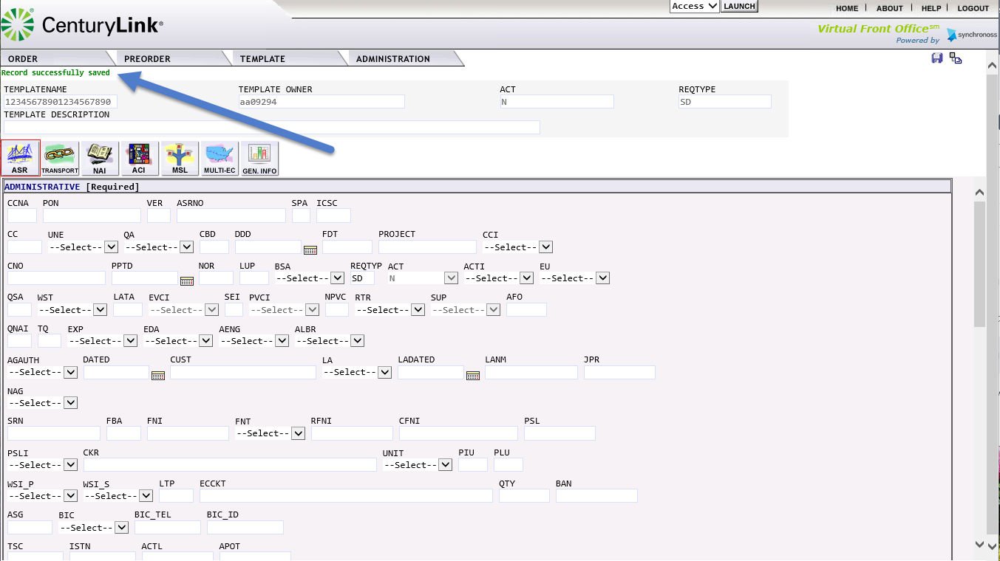 Access LAUNCH HOME ABOUT HELP LOGOUT
CenturyLink®
Virtual Front Office℠
Powered by synchronoss
ORDER PREORDER TEMPLATE ADMINISTRATION
Record successfully saved
TEMPLATENAME TEMPLATE OWNER ACT REQTYPE
12345678901234567890 aa09294 N SD
TEMPLATE DESCRIPTION
ASR TRANSPORT NAI ACI MSL MULTI-EC GEN. INFO
ADMINISTRATIVE [Required]
CCNA PON VER ASRNO SPA ICSC
CC UNE QA CBD DDD FDT PROJECT CCI
--Select-- --Select-- --Select--
CNO PPTD NOR LUP BSA REQTYP ACT ACTI EU
--Select-- SD N --Select-- --Select--
QSA WST LATA EVCI SEI PVCI NPVC RTR SUP AFO
--Select-- --Select-- --Select-- --Select-- --Select--
QNAI TQ EXP EDA AENG ALBR
--Select-- --Select-- --Select-- --Select--
AGAUTH DATED CUST LA LADATED LANM JPR
--Select-- --Select--
NAG
--Select--
SRN FBA FNI FNT RFNI CFNI PSL
--Select--
PSLI CKR UNIT PIU PLU
--Select-- --Select--
WSI_P WSI_S LTP ECCKT QTY BAN
--Select-- --Select--
ASG BIC BIC_TEL BIC_ID
--Select--
TSC ISTN ACTL APOT